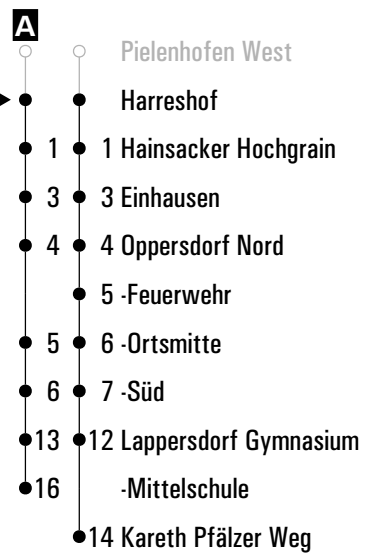 A
Pielenhofen West
Harreshof
1 1 Hainsacker Hochgrain
3 3 Einhausen
4 4 Oppersdorf Nord
5 -Feuerwehr
5 6 -Ortsmitte
6 7 -Süd
13 12 Lappersdorf Gymnasium
16 -Mittelschule
14 Kareth Pfälzer Weg